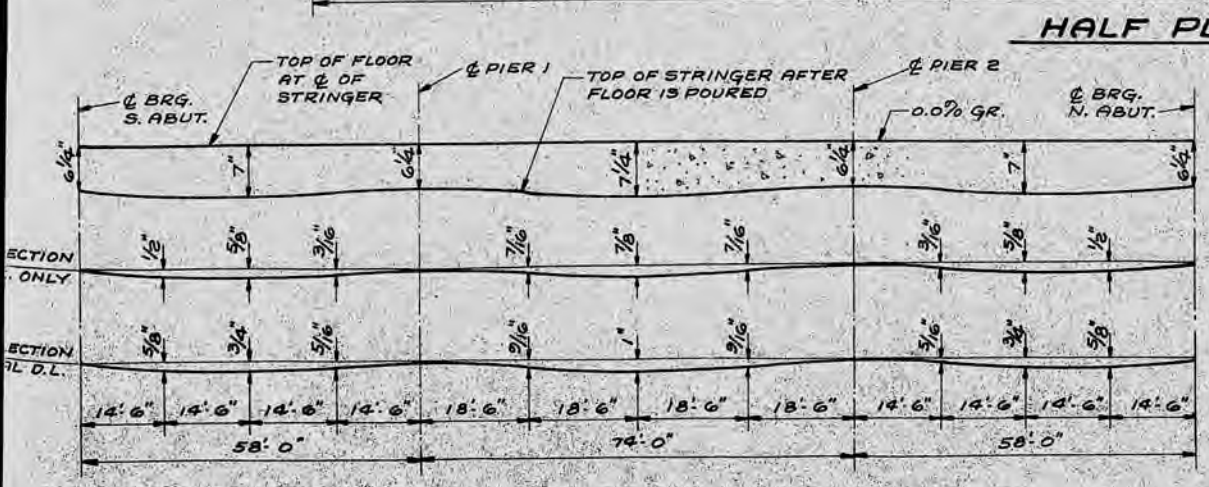 HALF PL
TOP OF FLOOR
AT ℄ OF
STRINGER
℄ PIER 1
TOP OF STRINGER AFTER
FLOOR IS POURED
℄ PIER 2
℄ BRG.
S. ABUT.
0.0% GR.
℄ BRG.
N. ABUT.
6¼" 7" 6¼" 7¼" 6¼" 7" 6¼"
ECTION
. ONLY
1/2" 5/8" 3/16" 7/16" 7/8" 7/16" 3/16" 5/8" 1/2"
ECTION
AL D.L.
5/8" 3/4" 5/16" 9/16" 1" 9/16" 5/16" 3/4" 5/8"
14'-6" 14'-6" 14'-6" 14'-6" 18'-6" 18'-6" 18'-6" 18'-6" 14'-6" 14'-6" 14'-6" 14'-6"
58'-0" 74'-0" 58'-0"